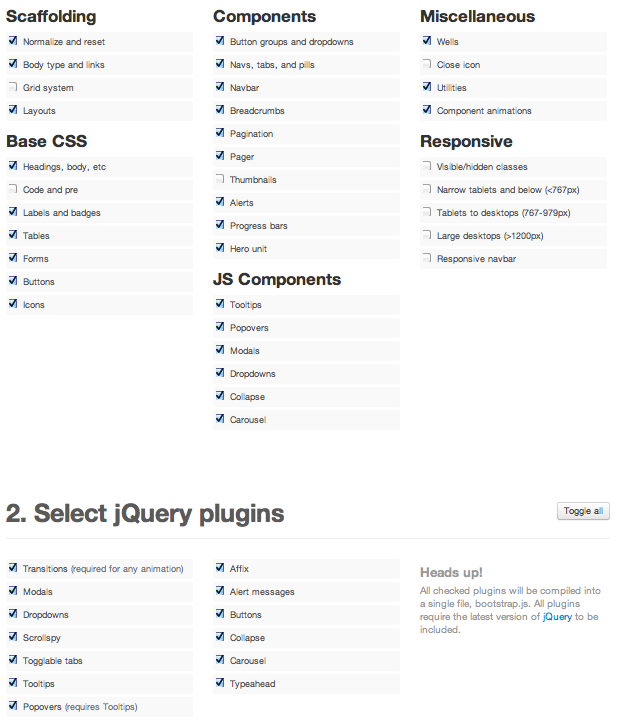 Scaffolding
Normalize and reset
Body type and links
Grid system
Layouts
Base CSS
Headings, body, etc
Code and pre
Labels and badges
Tables
Forms
Buttons
Icons
Components
Button groups and dropdowns
Navs, tabs, and pills
Navbar
Breadcrumbs
Pagination
Pager
Thumbnails
Alerts
Progress bars
Hero unit
JS Components
Tooltips
Popovers
Modals
Dropdowns
Collapse
Carousel
Miscellaneous
Wells
Close icon
Utilities
Component animations
Responsive
Visible/hidden classes
Narrow tablets and below (<767px)
Tablets to desktops (767-979px)
Large desktops (>1200px)
Responsive navbar
2. Select jQuery plugins
Toggle all
Transitions (required for any animation)
Modals
Dropdowns
Scrollspy
Togglable tabs
Tooltips
Popovers (requires Tooltips)
Affix
Alert messages
Buttons
Collapse
Carousel
Typeahead
Heads up!
All checked plugins will be compiled into
a single file, bootstrap.js. All plugins
require the latest version of jQuery to be
included.